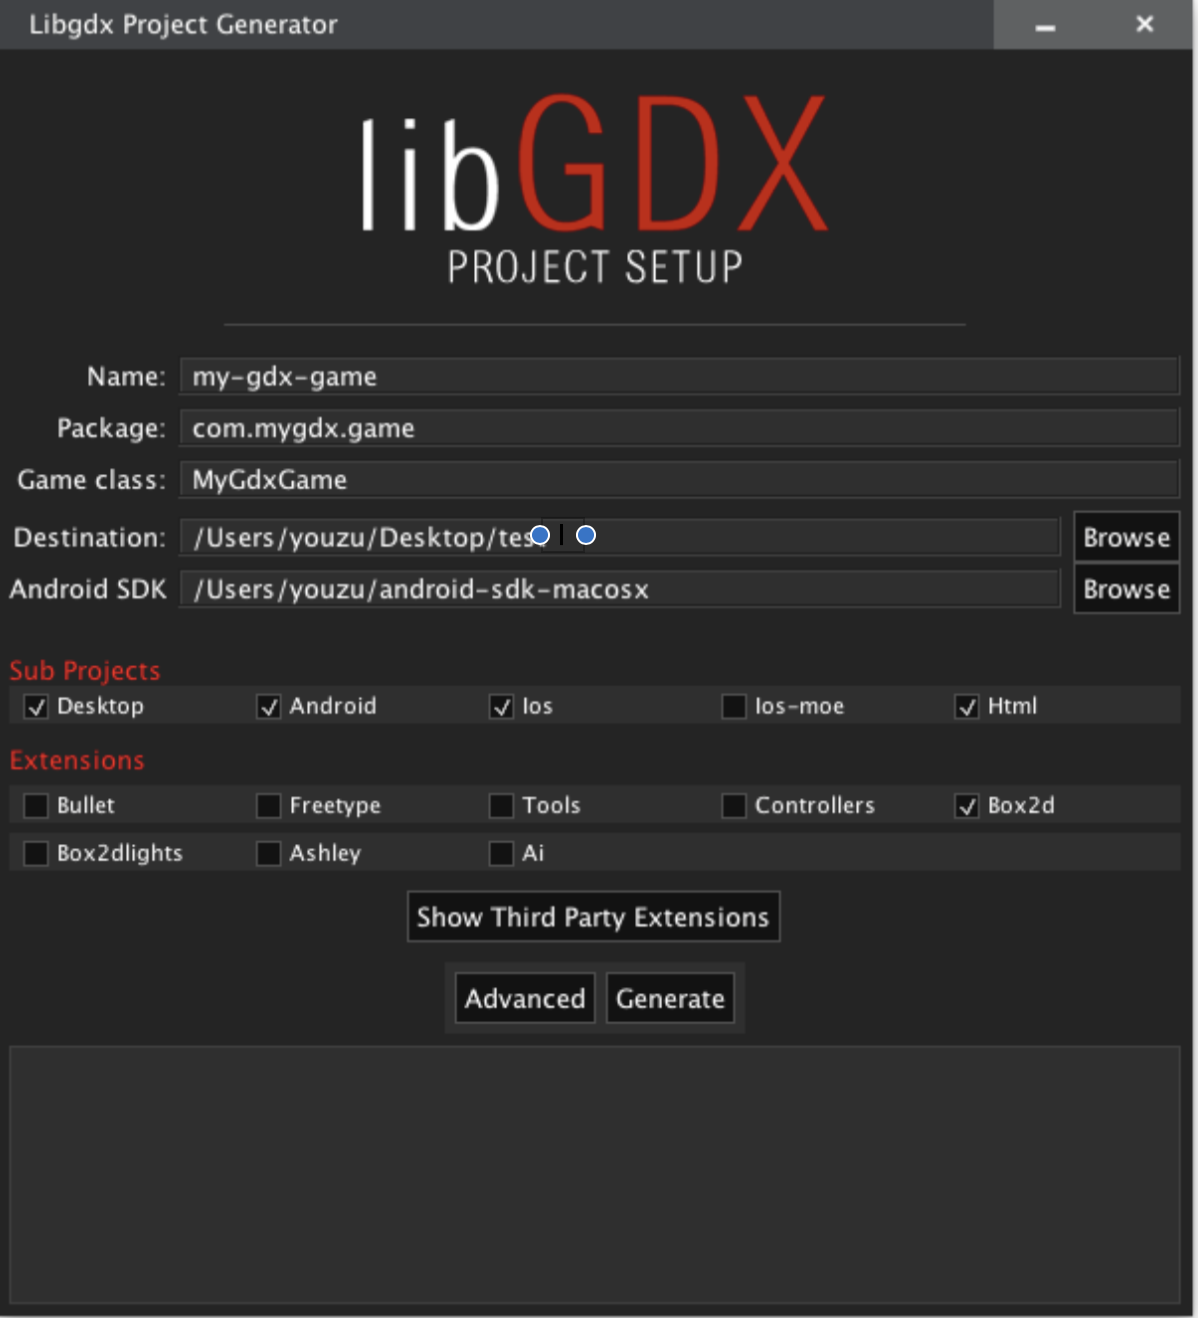 Libgdx Project Generator
libGDX
PROJECT SETUP
Name: my-gdx-game
Package: com.mygdx.game
Game class: MyGdxGame
Destination: /Users/youzu/Desktop/tes Browse
Android SDK /Users/youzu/android-sdk-macosx Browse
Sub Projects
Desktop Android Ios Ios-moe Html
Extensions
Bullet Freetype Tools Controllers Box2d
Box2dlights Ashley Ai
Show Third Party Extensions
Advanced Generate